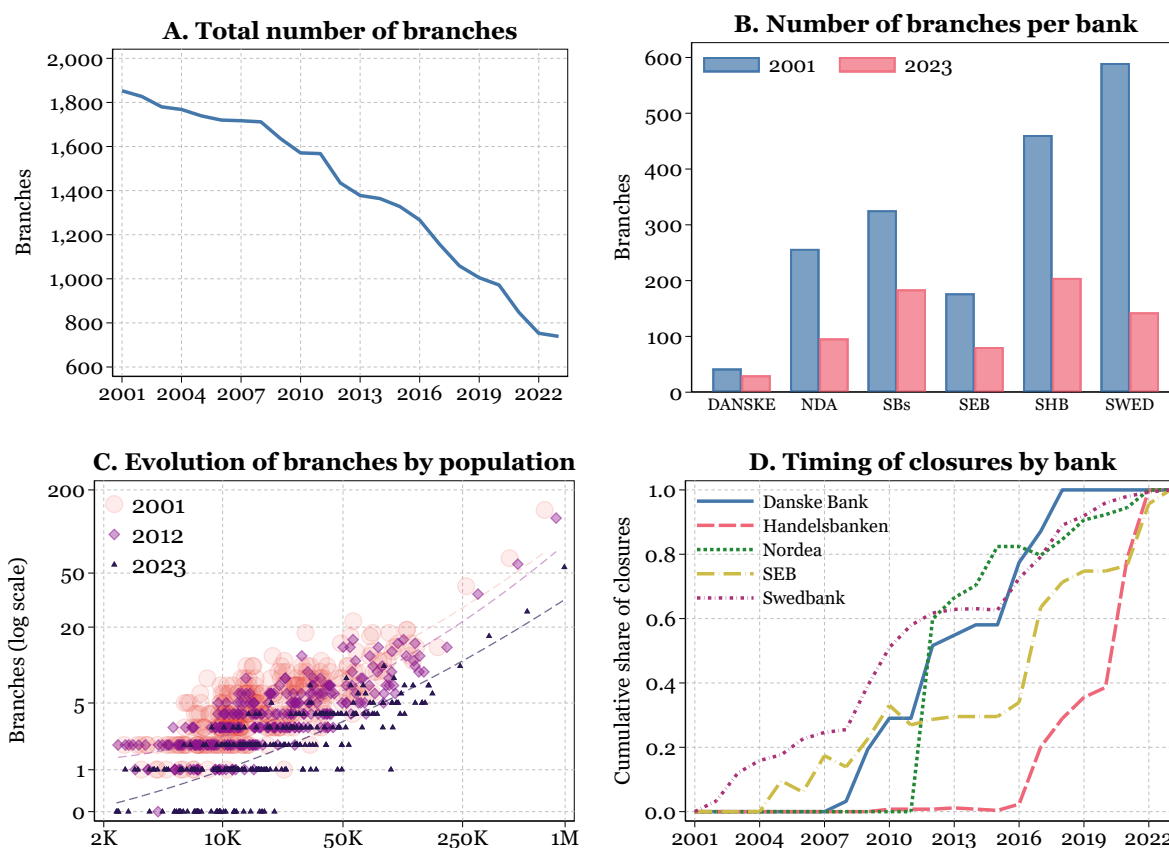 A. Total number of branches
2,000
1,800
1,600
1,400
1,200
1,000
800
600
Branches
2001 2004 2007 2010 2013 2016 2019 2022
B. Number of branches per bank
2001 2023
600
500
400
300
200
100
0
Branches
DANSKE NDA SBs SEB SHB SWED
C. Evolution of branches by population
200
50
20
5
1
0
Branches (log scale)
2001
2012
2023
2K 10K 50K 250K 1M
D. Timing of closures by bank
1.0
0.8
0.6
0.4
0.2
0.0
Cumulative share of closures
Danske Bank
Handelsbanken
Nordea
SEB
Swedbank
2001 2004 2007 2010 2013 2016 2019 2022